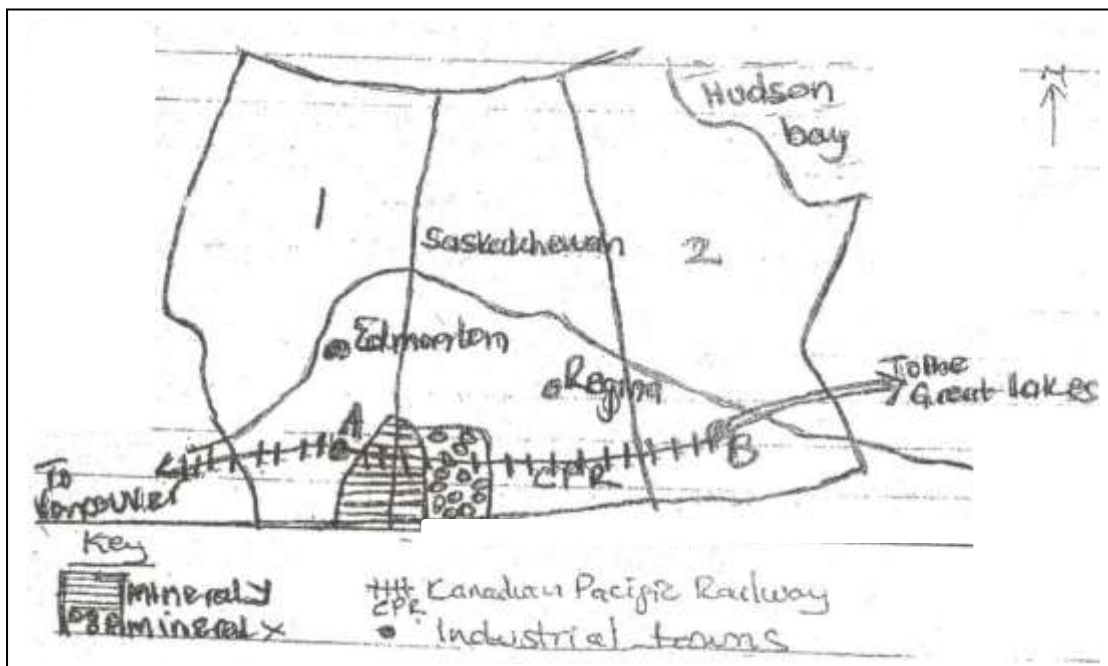 Hudson
bay
N
1
Saskatchewan
2
Edmonton
Regina
To the
Great Lakes
A
B
CPR
To
Vancouver
Key
mineral y
mineral x
CPR
Kanadian Pacific Railway
Industrial towns